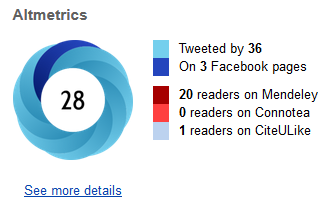 Altmetrics
28
Tweeted by 36
On 3 Facebook pages
20 readers on Mendeley
0 readers on Connotea
1 readers on CiteULike
See more details